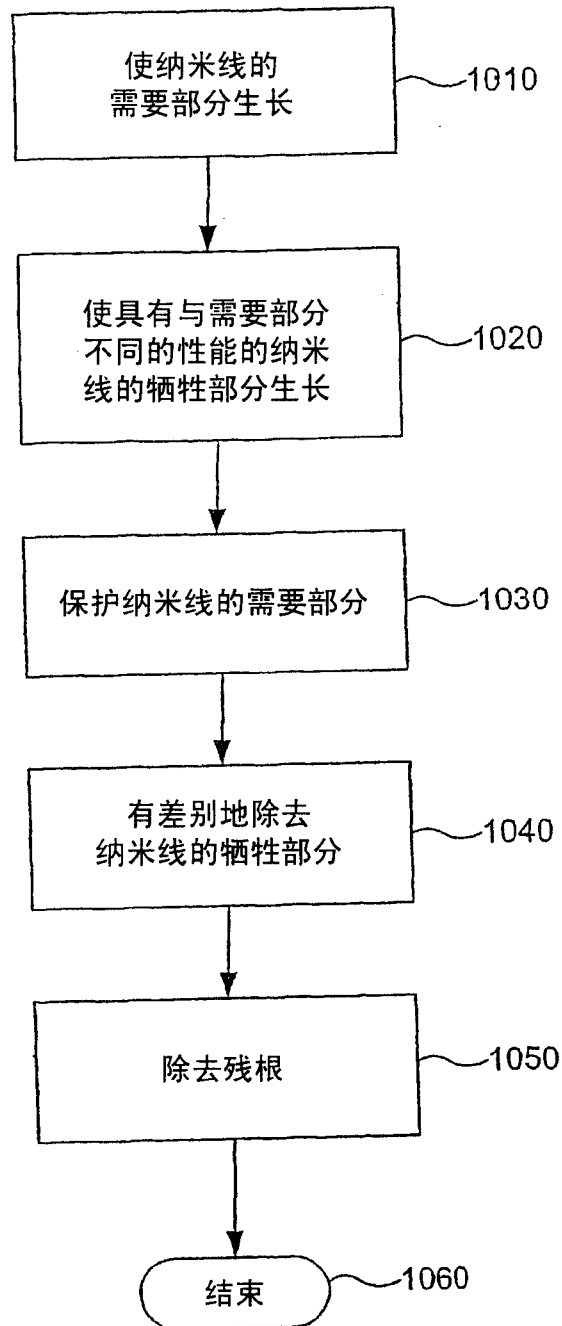 使纳米线的
需要部分生长
1010
使具有与需要部分
不同的性能的纳米
线的牺牲部分生长
1020
保护纳米线的需要部分
1030
有差别地除去
纳米线的牺牲部分
1040
除去残根
1050
结束
1060